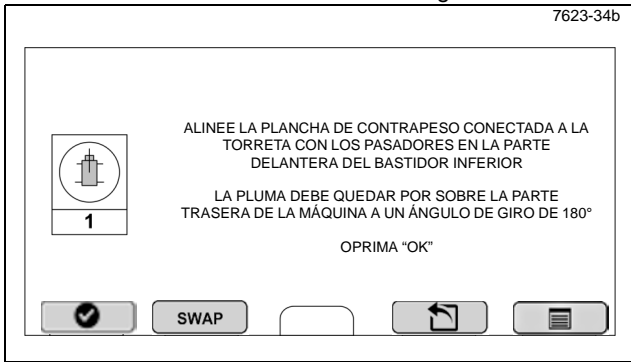 7623-34b
ALINEE LA PLANCHA DE CONTRAPESO CONECTADA A LA
TORRETA CON LOS PASADORES EN LA PARTE
DELANTERA DEL BASTIDOR INFERIOR
LA PLUMA DEBE QUEDAR POR SOBRE LA PARTE
TRASERA DE LA MÁQUINA A UN ÁNGULO DE GIRO DE 180°
OPRIMA “OK”
1
SWAP